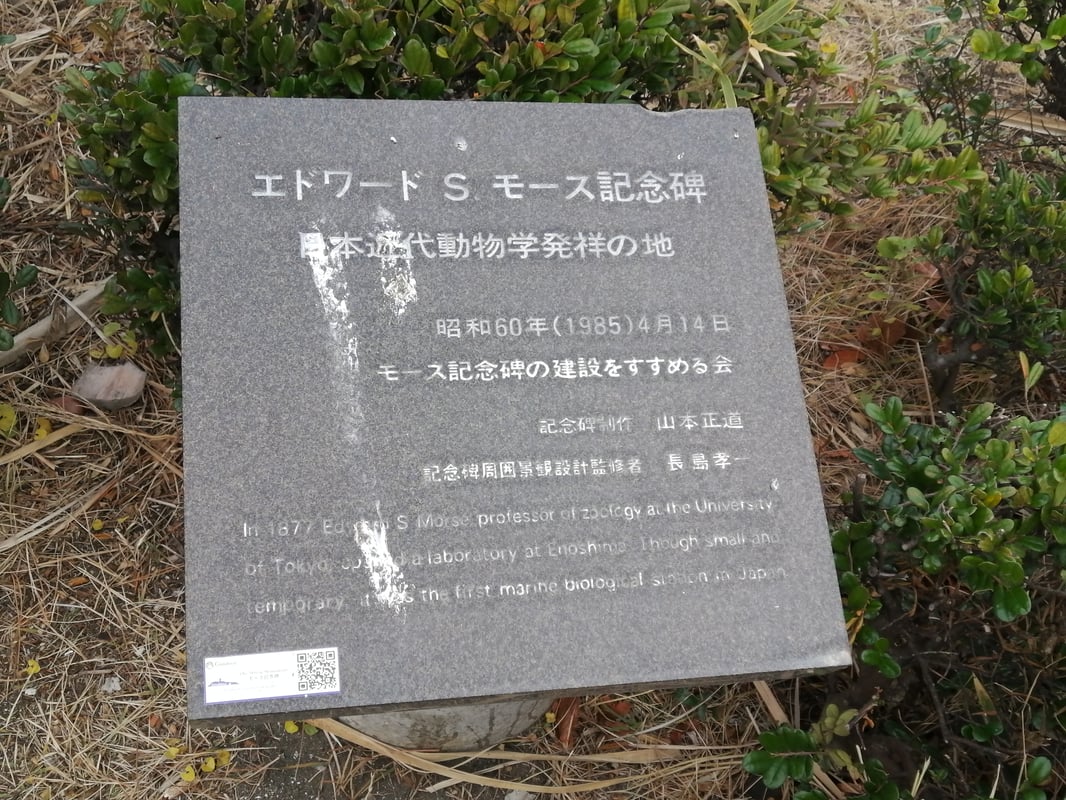 エドワード S. モース記念碑
日本近代動物学発祥の地
昭和60年(1985)4月14日
モース記念碑の建設をすすめる会
記念碑制作 山本正道
記念碑周囲景観設計監修者 長島孝一
In 1877 Edward S. Morse, professor of zoology at the University
of Tokyo, opened a laboratory at Enoshima. Though small and
temporary, it was the first marine biological station in Japan.